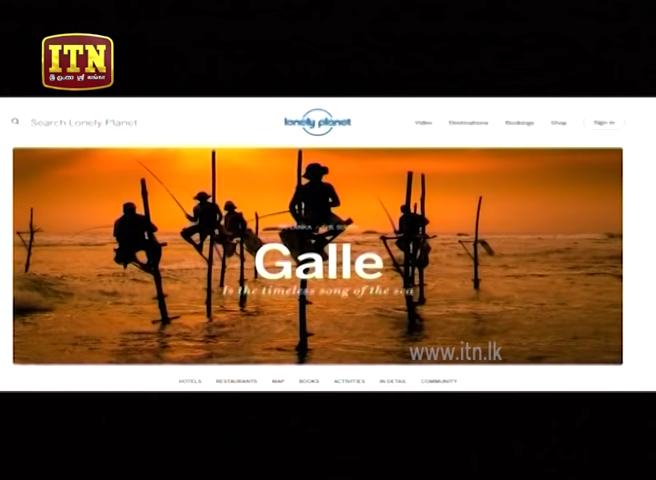 ITN
Search Lonely Planet
lonely planet
Video Destinations Bookings Shop Sign in
Galle
Is the timeless song of the sea
www.itn.lk
HOTELS RESTAURANTS MAP BOOKS ACTIVITIES IN DETAIL COMMUNITY